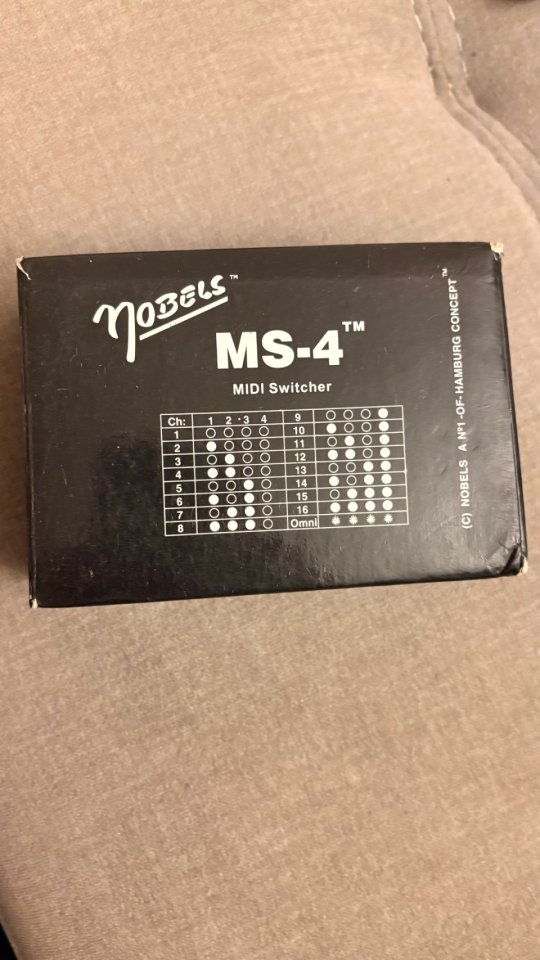 NOBELS™
MS-4™
MIDI Switcher
Ch: 1 2 3 4
1 ○ ○ ○ ○
2 ● ○ ○ ○
3 ○ ● ○ ○
4 ● ● ○ ○
5 ○ ○ ● ○
6 ● ○ ● ○
7 ○ ● ● ○
8 ● ● ● ○
9 ○ ○ ○ ●
10 ● ○ ○ ●
11 ○ ● ○ ●
12 ● ● ○ ●
13 ○ ○ ● ●
14 ● ○ ● ●
15 ○ ● ● ●
16 ● ● ● ●
Omni ✱ ✱ ✱ ✱
(C) NOBELS A Nº1-OF-HAMBURG CONCEPT™